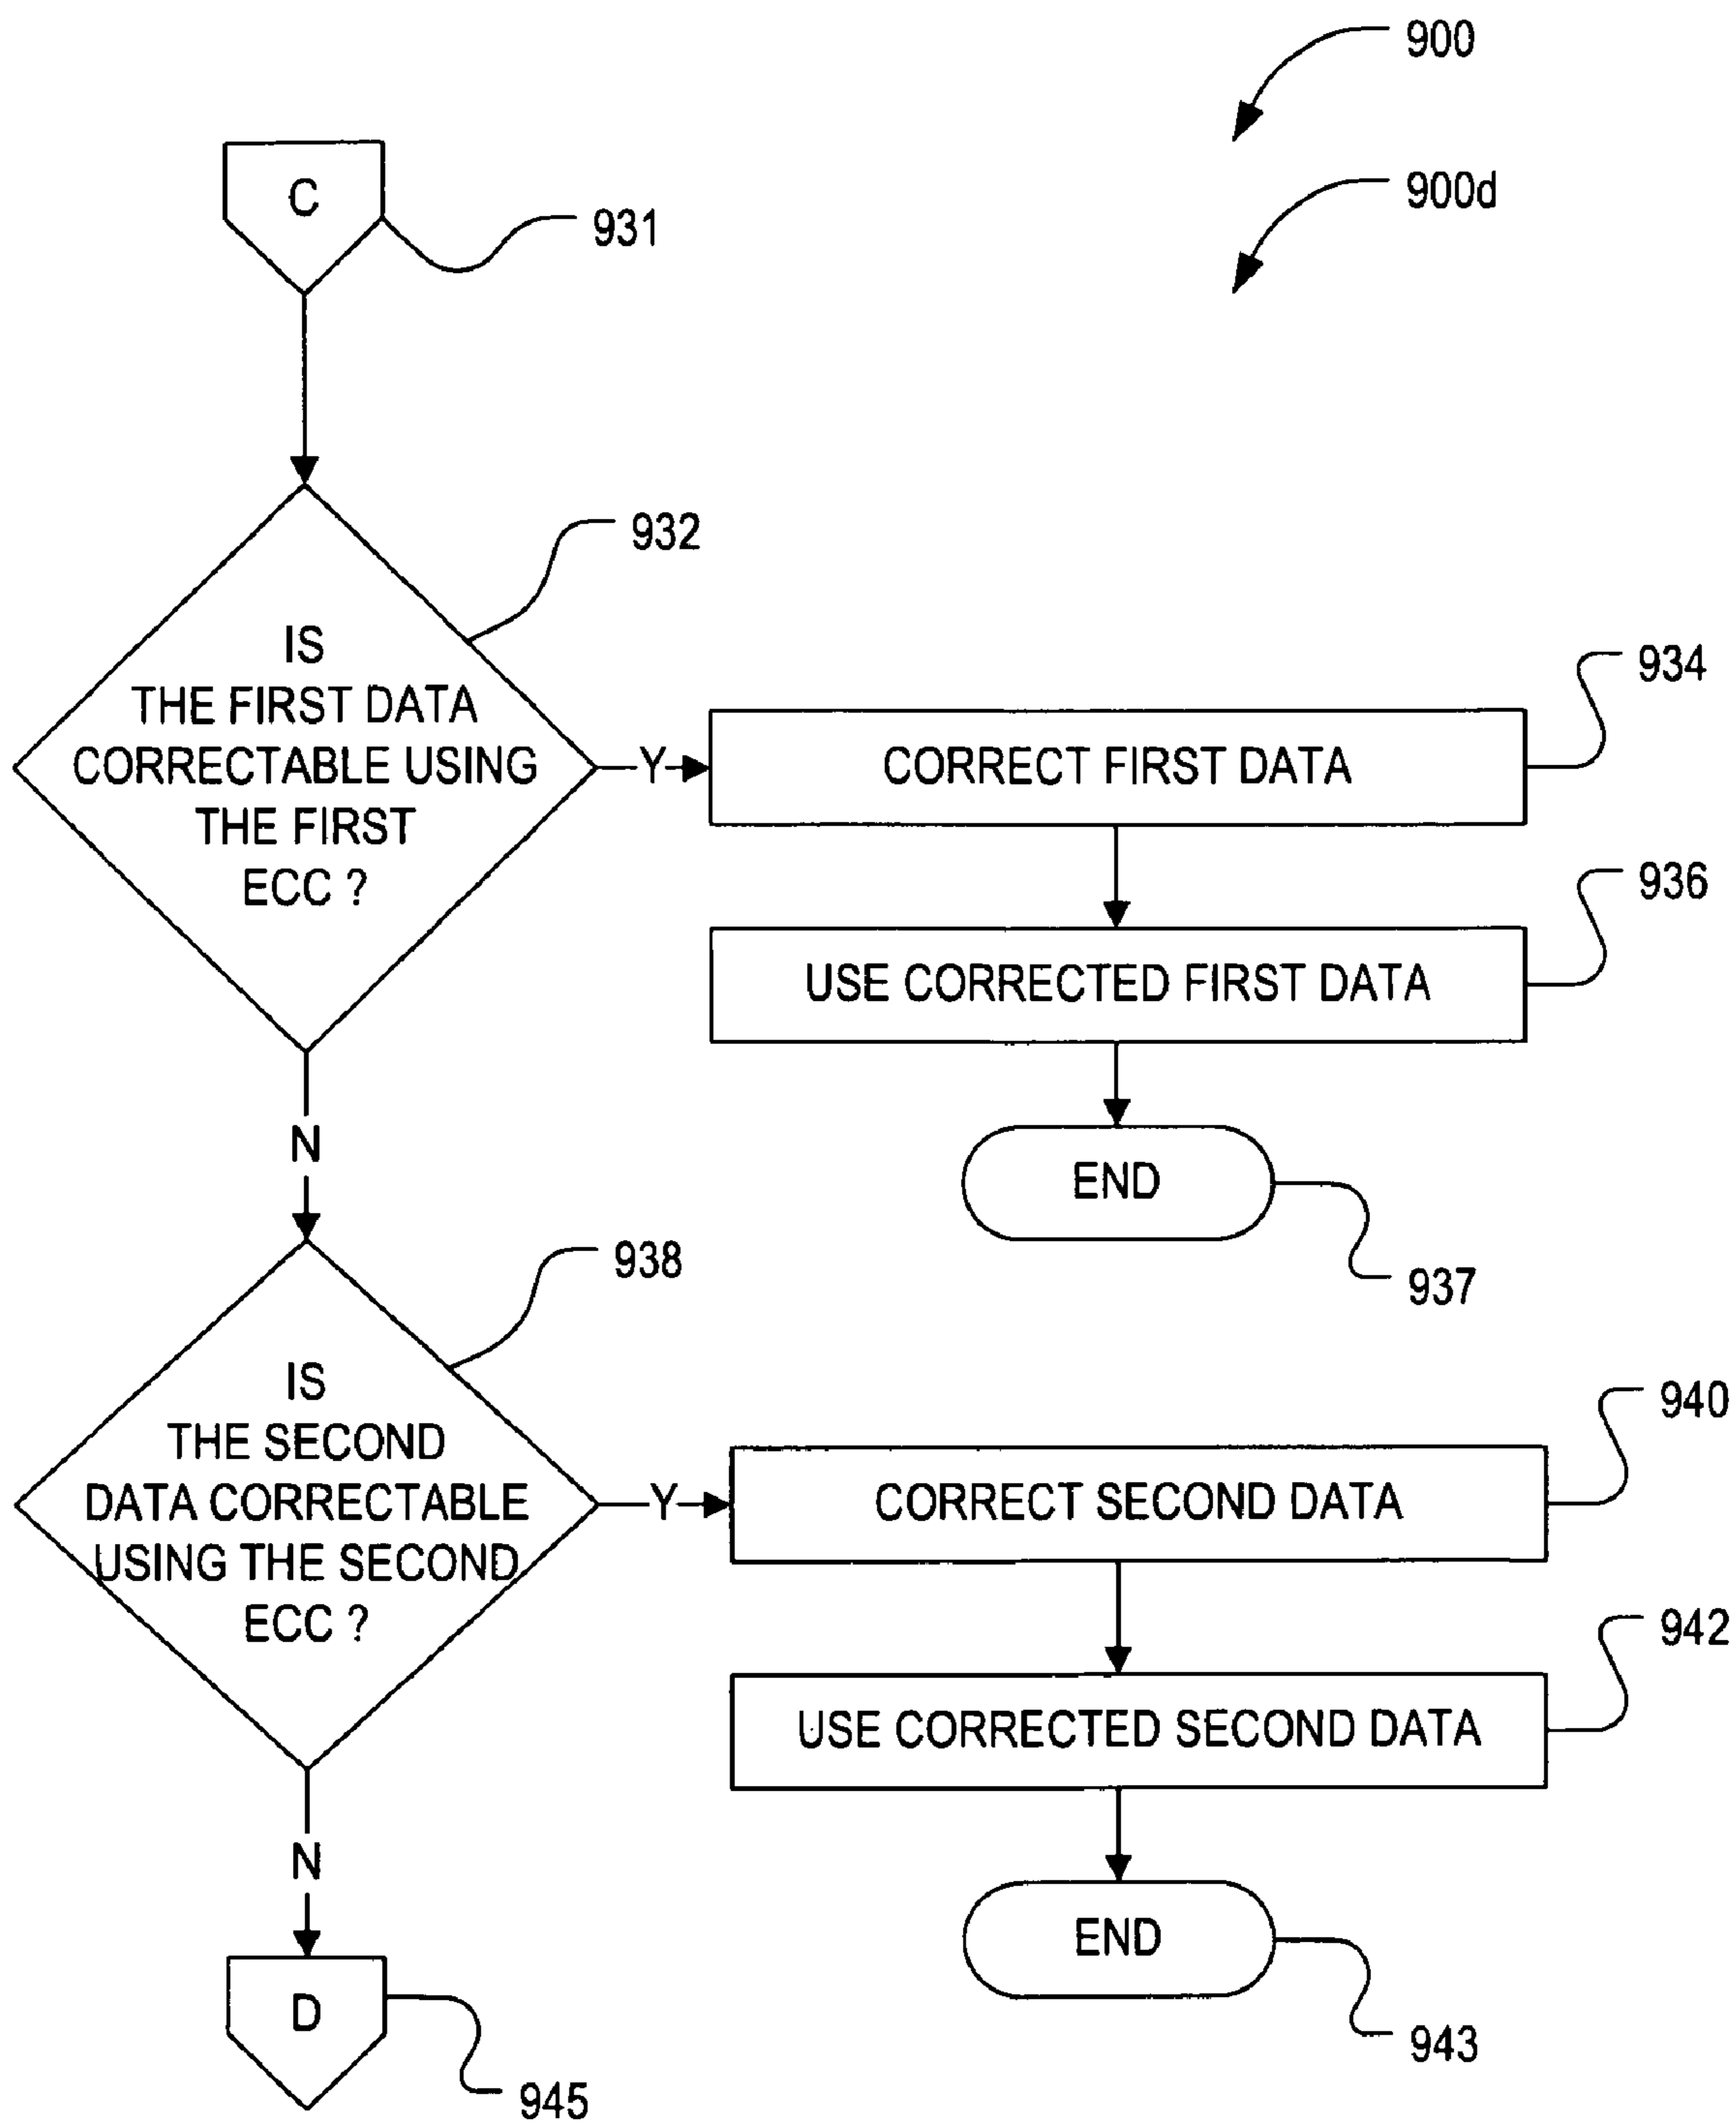 900
900d
C
931
932
IS
THE FIRST DATA
CORRECTABLE USING
THE FIRST
ECC ?
Y
934
CORRECT FIRST DATA
936
USE CORRECTED FIRST DATA
END
937
N
938
IS
THE SECOND
DATA CORRECTABLE
USING THE SECOND
ECC ?
Y
940
CORRECT SECOND DATA
942
USE CORRECTED SECOND DATA
END
943
N
D
945